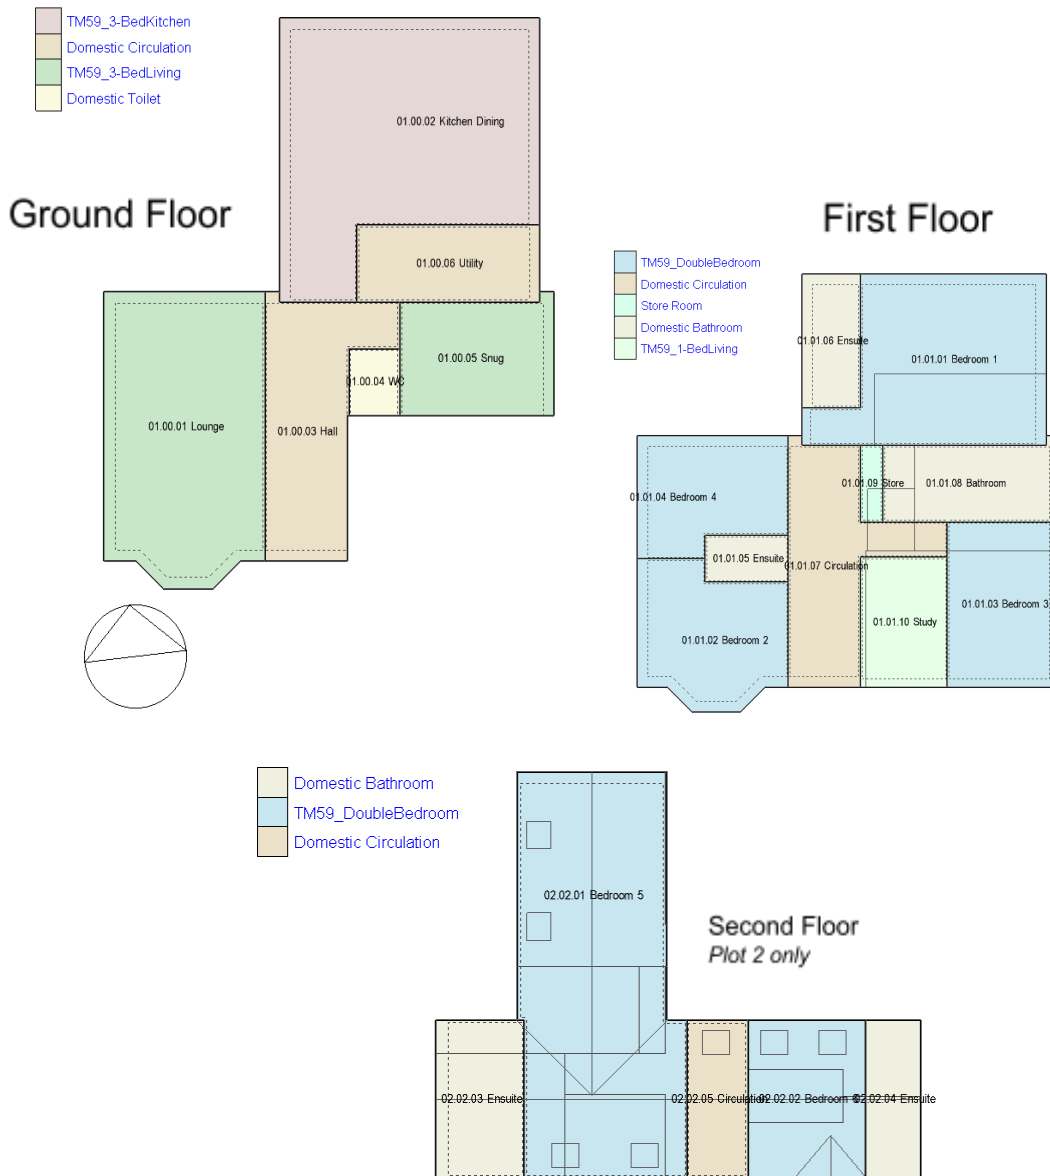 TM59_3-BedKitchen
Domestic Circulation
TM59_3-BedLiving
Domestic Toilet
01.00.02 Kitchen Dining
Ground Floor
01.00.06 Utility
01.00.05 Snug
01.00.04 WC
01.00.01 Lounge
01.00.03 Hall
First Floor
TM59_DoubleBedroom
Domestic Circulation
Store Room
Domestic Bathroom
TM59_1-BedLiving
01.01.06 Ensuite
01.01.01 Bedroom 1
01.01.04 Bedroom 4
01.01.09 Store
01.01.08 Bathroom
01.01.05 Ensuite
01.01.07 Circulation
01.01.03 Bedroom 3
01.01.10 Study
01.01.02 Bedroom 2
Domestic Bathroom
TM59_DoubleBedroom
Domestic Circulation
02.02.01 Bedroom 5
Second Floor
Plot 2 only
02.02.03 Ensuite
02.02.05 Circulation
02.02.02 Bedroom 6
02.02.04 Ensuite